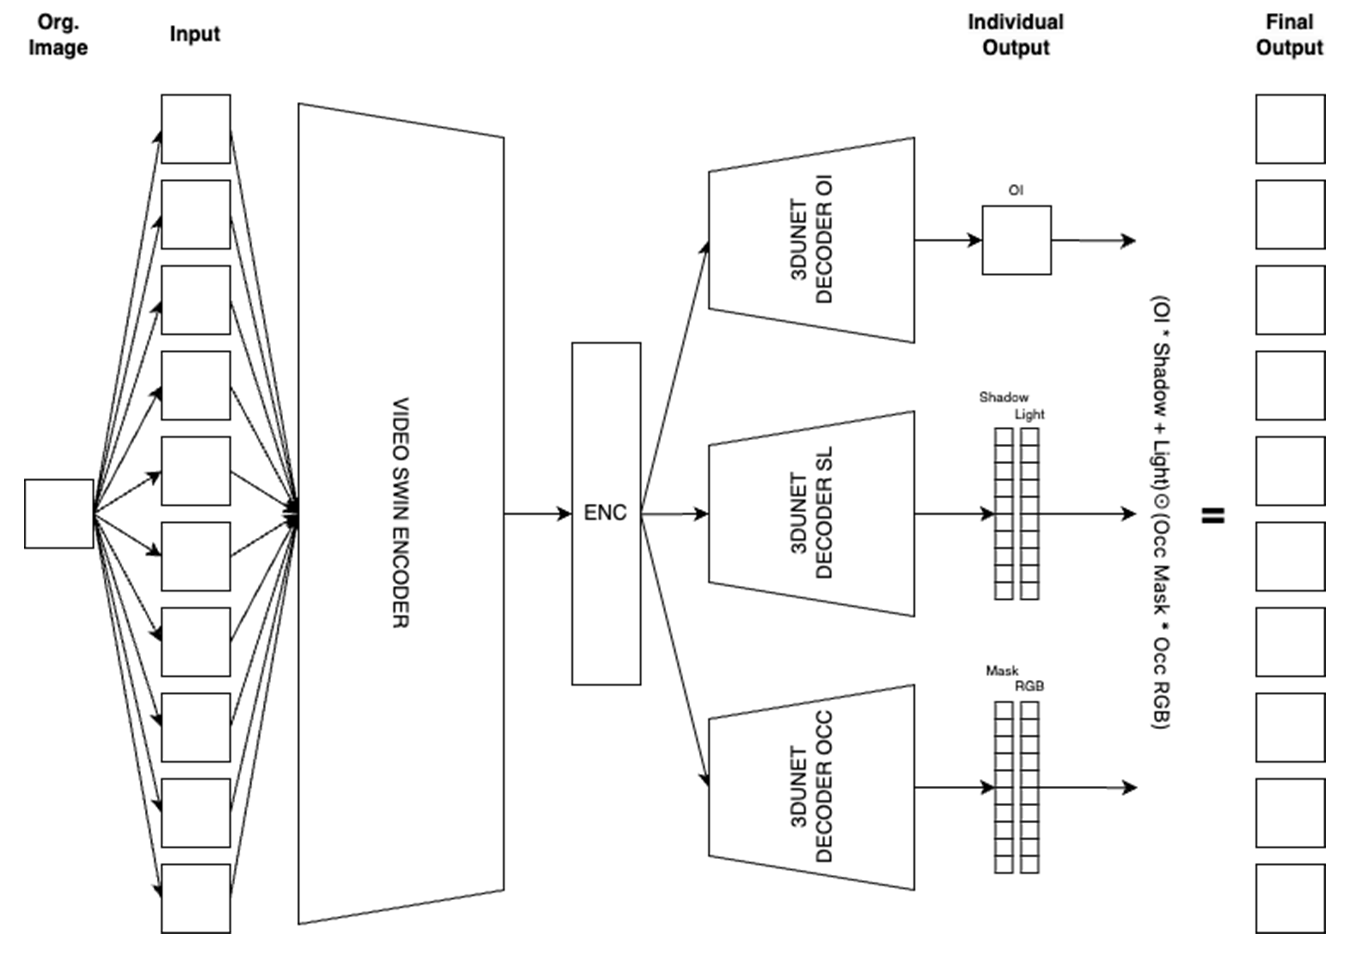 Org.
Image
Input
Individual
Output
Final
Output
VIDEO SWIN ENCODER
ENC
3DUNET
DECODER OI
OI
3DUNET
DECODER SL
Shadow
Light
3DUNET
DECODER OCC
Mask
RGB
(OI * Shadow + Light)⊙(Occ Mask * Occ RGB)
=